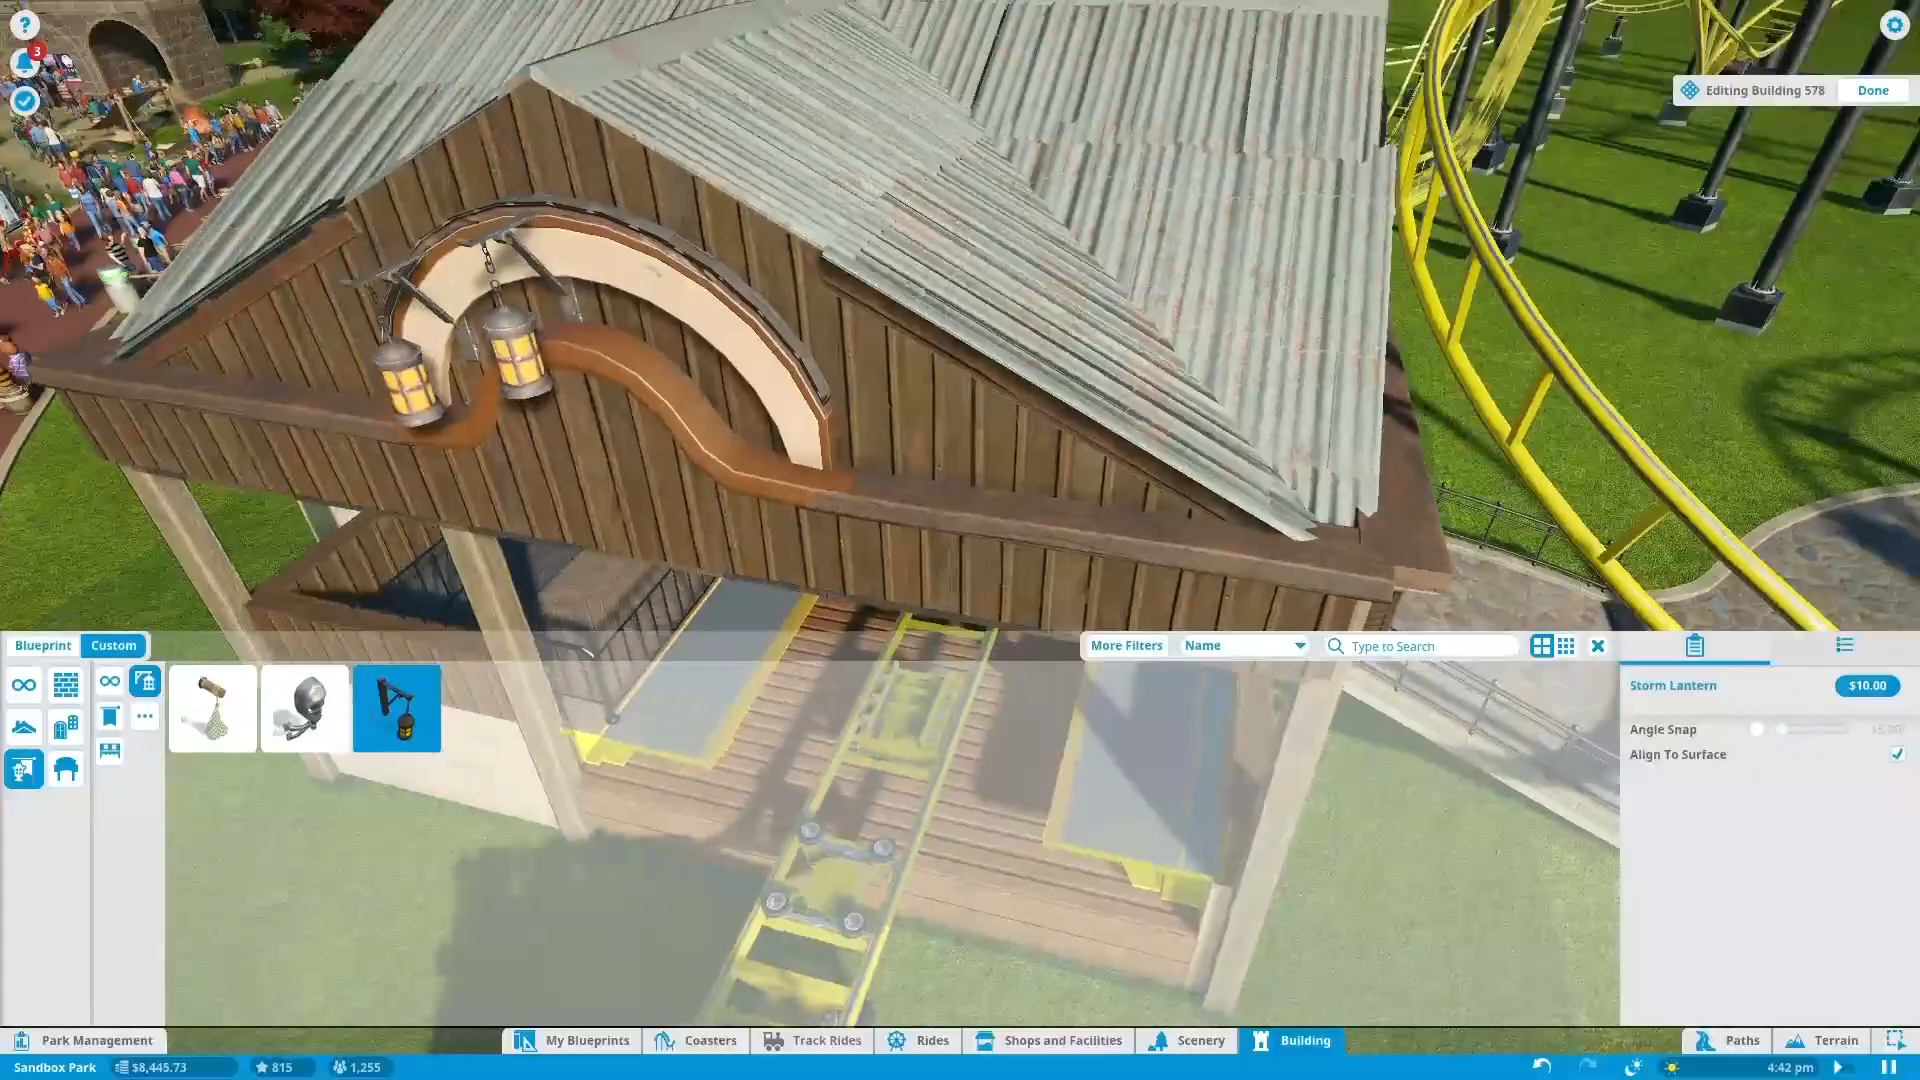 ?
3
Editing Building 578
Done
Blueprint
Custom
More Filters
Name
Type to Search
Storm Lantern
$10.00
Angle Snap
15.00
Align To Surface
Park Management
My Blueprints
Coasters
Track Rides
Rides
Shops and Facilities
Scenery
Building
Paths
Terrain
Sandbox Park
$8,445.73
815
1,255
4:42 pm